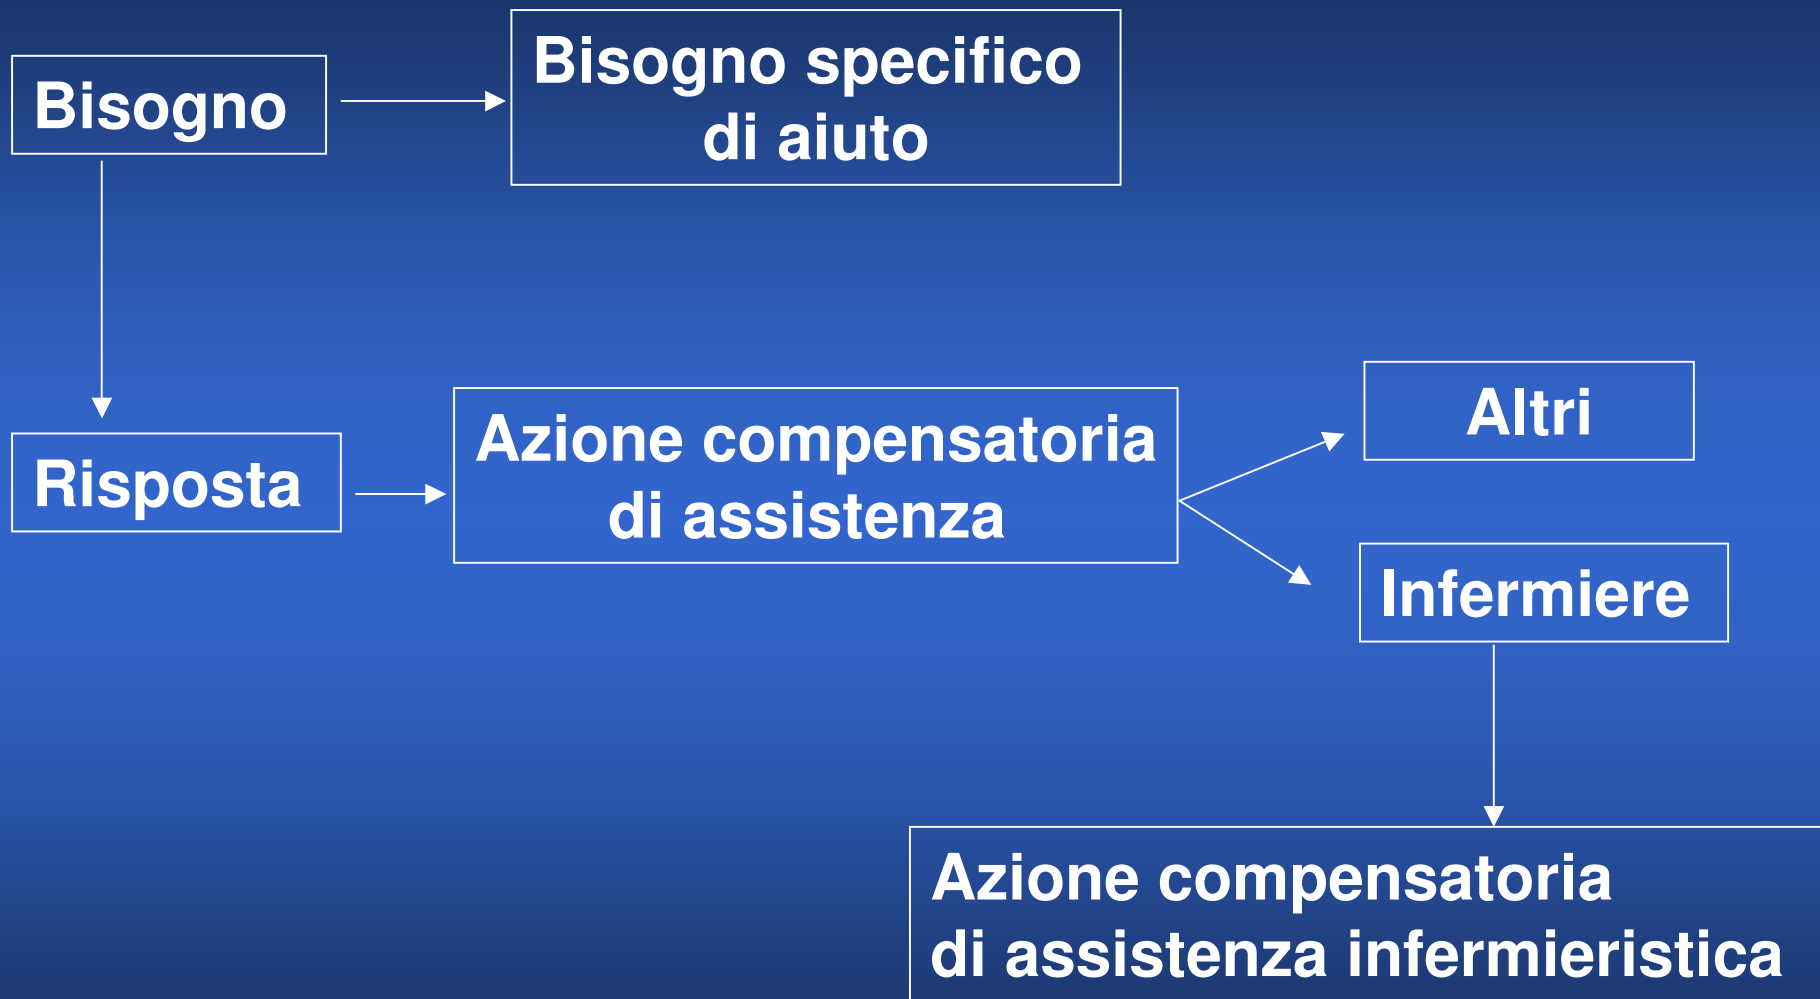 Bisogno
Bisogno specifico
di aiuto
Risposta
Azione compensatoria
di assistenza
Altri
Infermiere
Azione compensatoria
di assistenza infermieristica